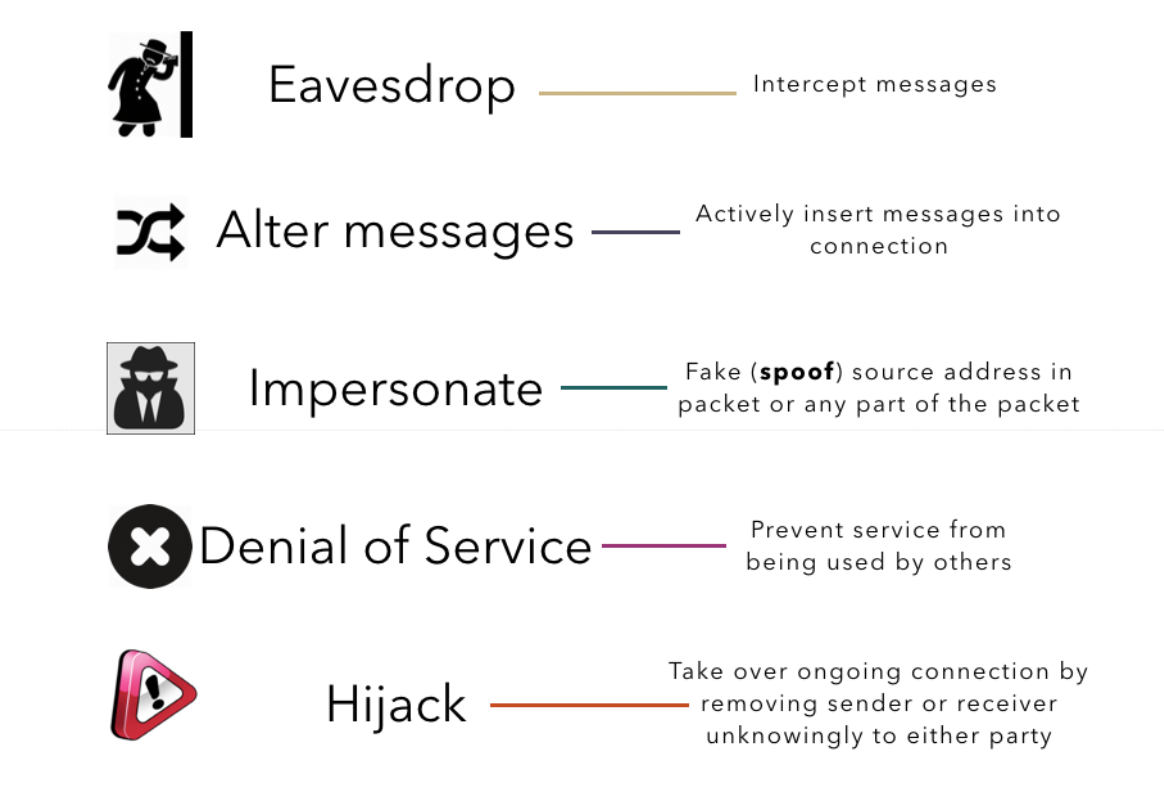 Eavesdrop
Intercept messages
Alter messages
Actively insert messages into
connection
Impersonate
Fake (spoof) source address in
packet or any part of the packet
Denial of Service
Prevent service from
being used by others
Hijack
Take over ongoing connection by
removing sender or receiver
unknowingly to either party